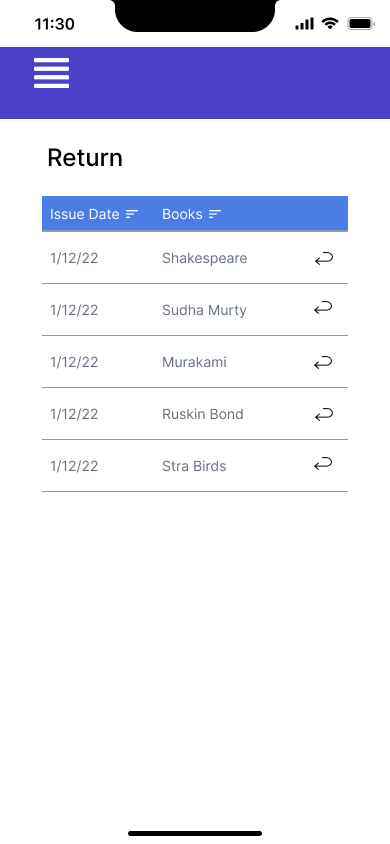 11:30
Return
Issue Date Books
1/12/22 Shakespeare
1/12/22 Sudha Murty
1/12/22 Murakami
1/12/22 Ruskin Bond
1/12/22 Stra Birds